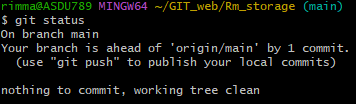 rimma@ASDU789 MINGW64 ~/GIT_web/Rm_storage (main)
$ git status
On branch main
Your branch is ahead of 'origin/main' by 1 commit.
  (use "git push" to publish your local commits)

nothing to commit, working tree clean